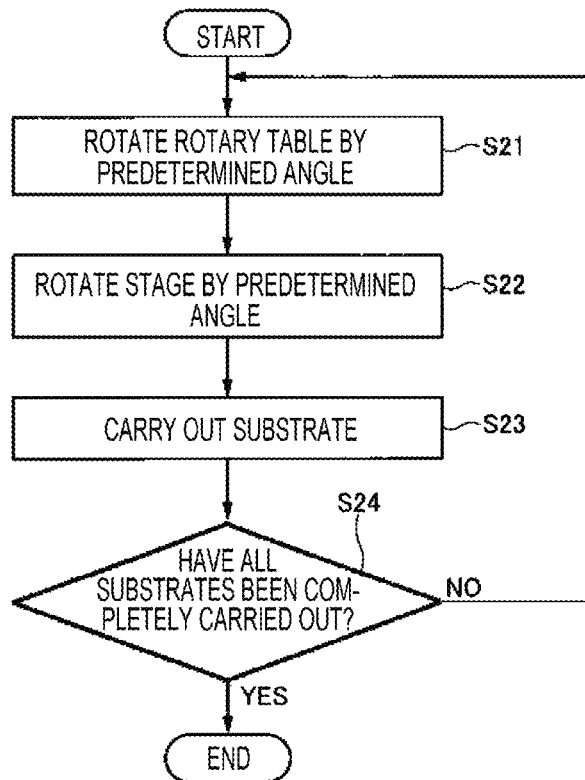 START
ROTATE ROTARY TABLE BY
PREDETERMINED ANGLE
S21
ROTATE STAGE BY PREDETERMINED
ANGLE
S22
CARRY OUT SUBSTRATE
S23
S24
HAVE ALL
SUBSTRATES BEEN COM-
PLETELY CARRIED OUT?
NO
YES
END